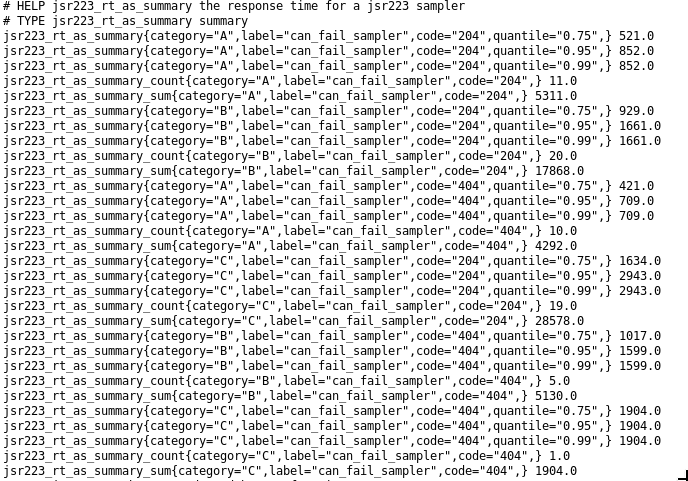 # HELP jsr223_rt_as_summary the response time for a jsr223 sampler
# TYPE jsr223_rt_as_summary summary
jsr223_rt_as_summary{category="A",label="can_fail_sampler",code="204",quantile="0.75",} 521.0
jsr223_rt_as_summary{category="A",label="can_fail_sampler",code="204",quantile="0.95",} 852.0
jsr223_rt_as_summary{category="A",label="can_fail_sampler",code="204",quantile="0.99",} 852.0
jsr223_rt_as_summary_count{category="A",label="can_fail_sampler",code="204",} 11.0
jsr223_rt_as_summary_sum{category="A",label="can_fail_sampler",code="204",} 5311.0
jsr223_rt_as_summary{category="B",label="can_fail_sampler",code="204",quantile="0.75",} 929.0
jsr223_rt_as_summary{category="B",label="can_fail_sampler",code="204",quantile="0.95",} 1661.0
jsr223_rt_as_summary{category="B",label="can_fail_sampler",code="204",quantile="0.99",} 1661.0
jsr223_rt_as_summary_count{category="B",label="can_fail_sampler",code="204",} 20.0
jsr223_rt_as_summary_sum{category="B",label="can_fail_sampler",code="204",} 17868.0
jsr223_rt_as_summary{category="A",label="can_fail_sampler",code="404",quantile="0.75",} 421.0
jsr223_rt_as_summary{category="A",label="can_fail_sampler",code="404",quantile="0.95",} 709.0
jsr223_rt_as_summary{category="A",label="can_fail_sampler",code="404",quantile="0.99",} 709.0
jsr223_rt_as_summary_count{category="A",label="can_fail_sampler",code="404",} 10.0
jsr223_rt_as_summary_sum{category="A",label="can_fail_sampler",code="404",} 4292.0
jsr223_rt_as_summary{category="C",label="can_fail_sampler",code="204",quantile="0.75",} 1634.0
jsr223_rt_as_summary{category="C",label="can_fail_sampler",code="204",quantile="0.95",} 2943.0
jsr223_rt_as_summary{category="C",label="can_fail_sampler",code="204",quantile="0.99",} 2943.0
jsr223_rt_as_summary_count{category="C",label="can_fail_sampler",code="204",} 19.0
jsr223_rt_as_summary_sum{category="C",label="can_fail_sampler",code="204",} 28578.0
jsr223_rt_as_summary{category="B",label="can_fail_sampler",code="404",quantile="0.75",} 1017.0
jsr223_rt_as_summary{category="B",label="can_fail_sampler",code="404",quantile="0.95",} 1599.0
jsr223_rt_as_summary{category="B",label="can_fail_sampler",code="404",quantile="0.99",} 1599.0
jsr223_rt_as_summary_count{category="B",label="can_fail_sampler",code="404",} 5.0
jsr223_rt_as_summary_sum{category="B",label="can_fail_sampler",code="404",} 5130.0
jsr223_rt_as_summary{category="C",label="can_fail_sampler",code="404",quantile="0.75",} 1904.0
jsr223_rt_as_summary{category="C",label="can_fail_sampler",code="404",quantile="0.95",} 1904.0
jsr223_rt_as_summary{category="C",label="can_fail_sampler",code="404",quantile="0.99",} 1904.0
jsr223_rt_as_summary_count{category="C",label="can_fail_sampler",code="404",} 1.0
jsr223_rt_as_summary_sum{category="C",label="can_fail_sampler",code="404",} 1904.0